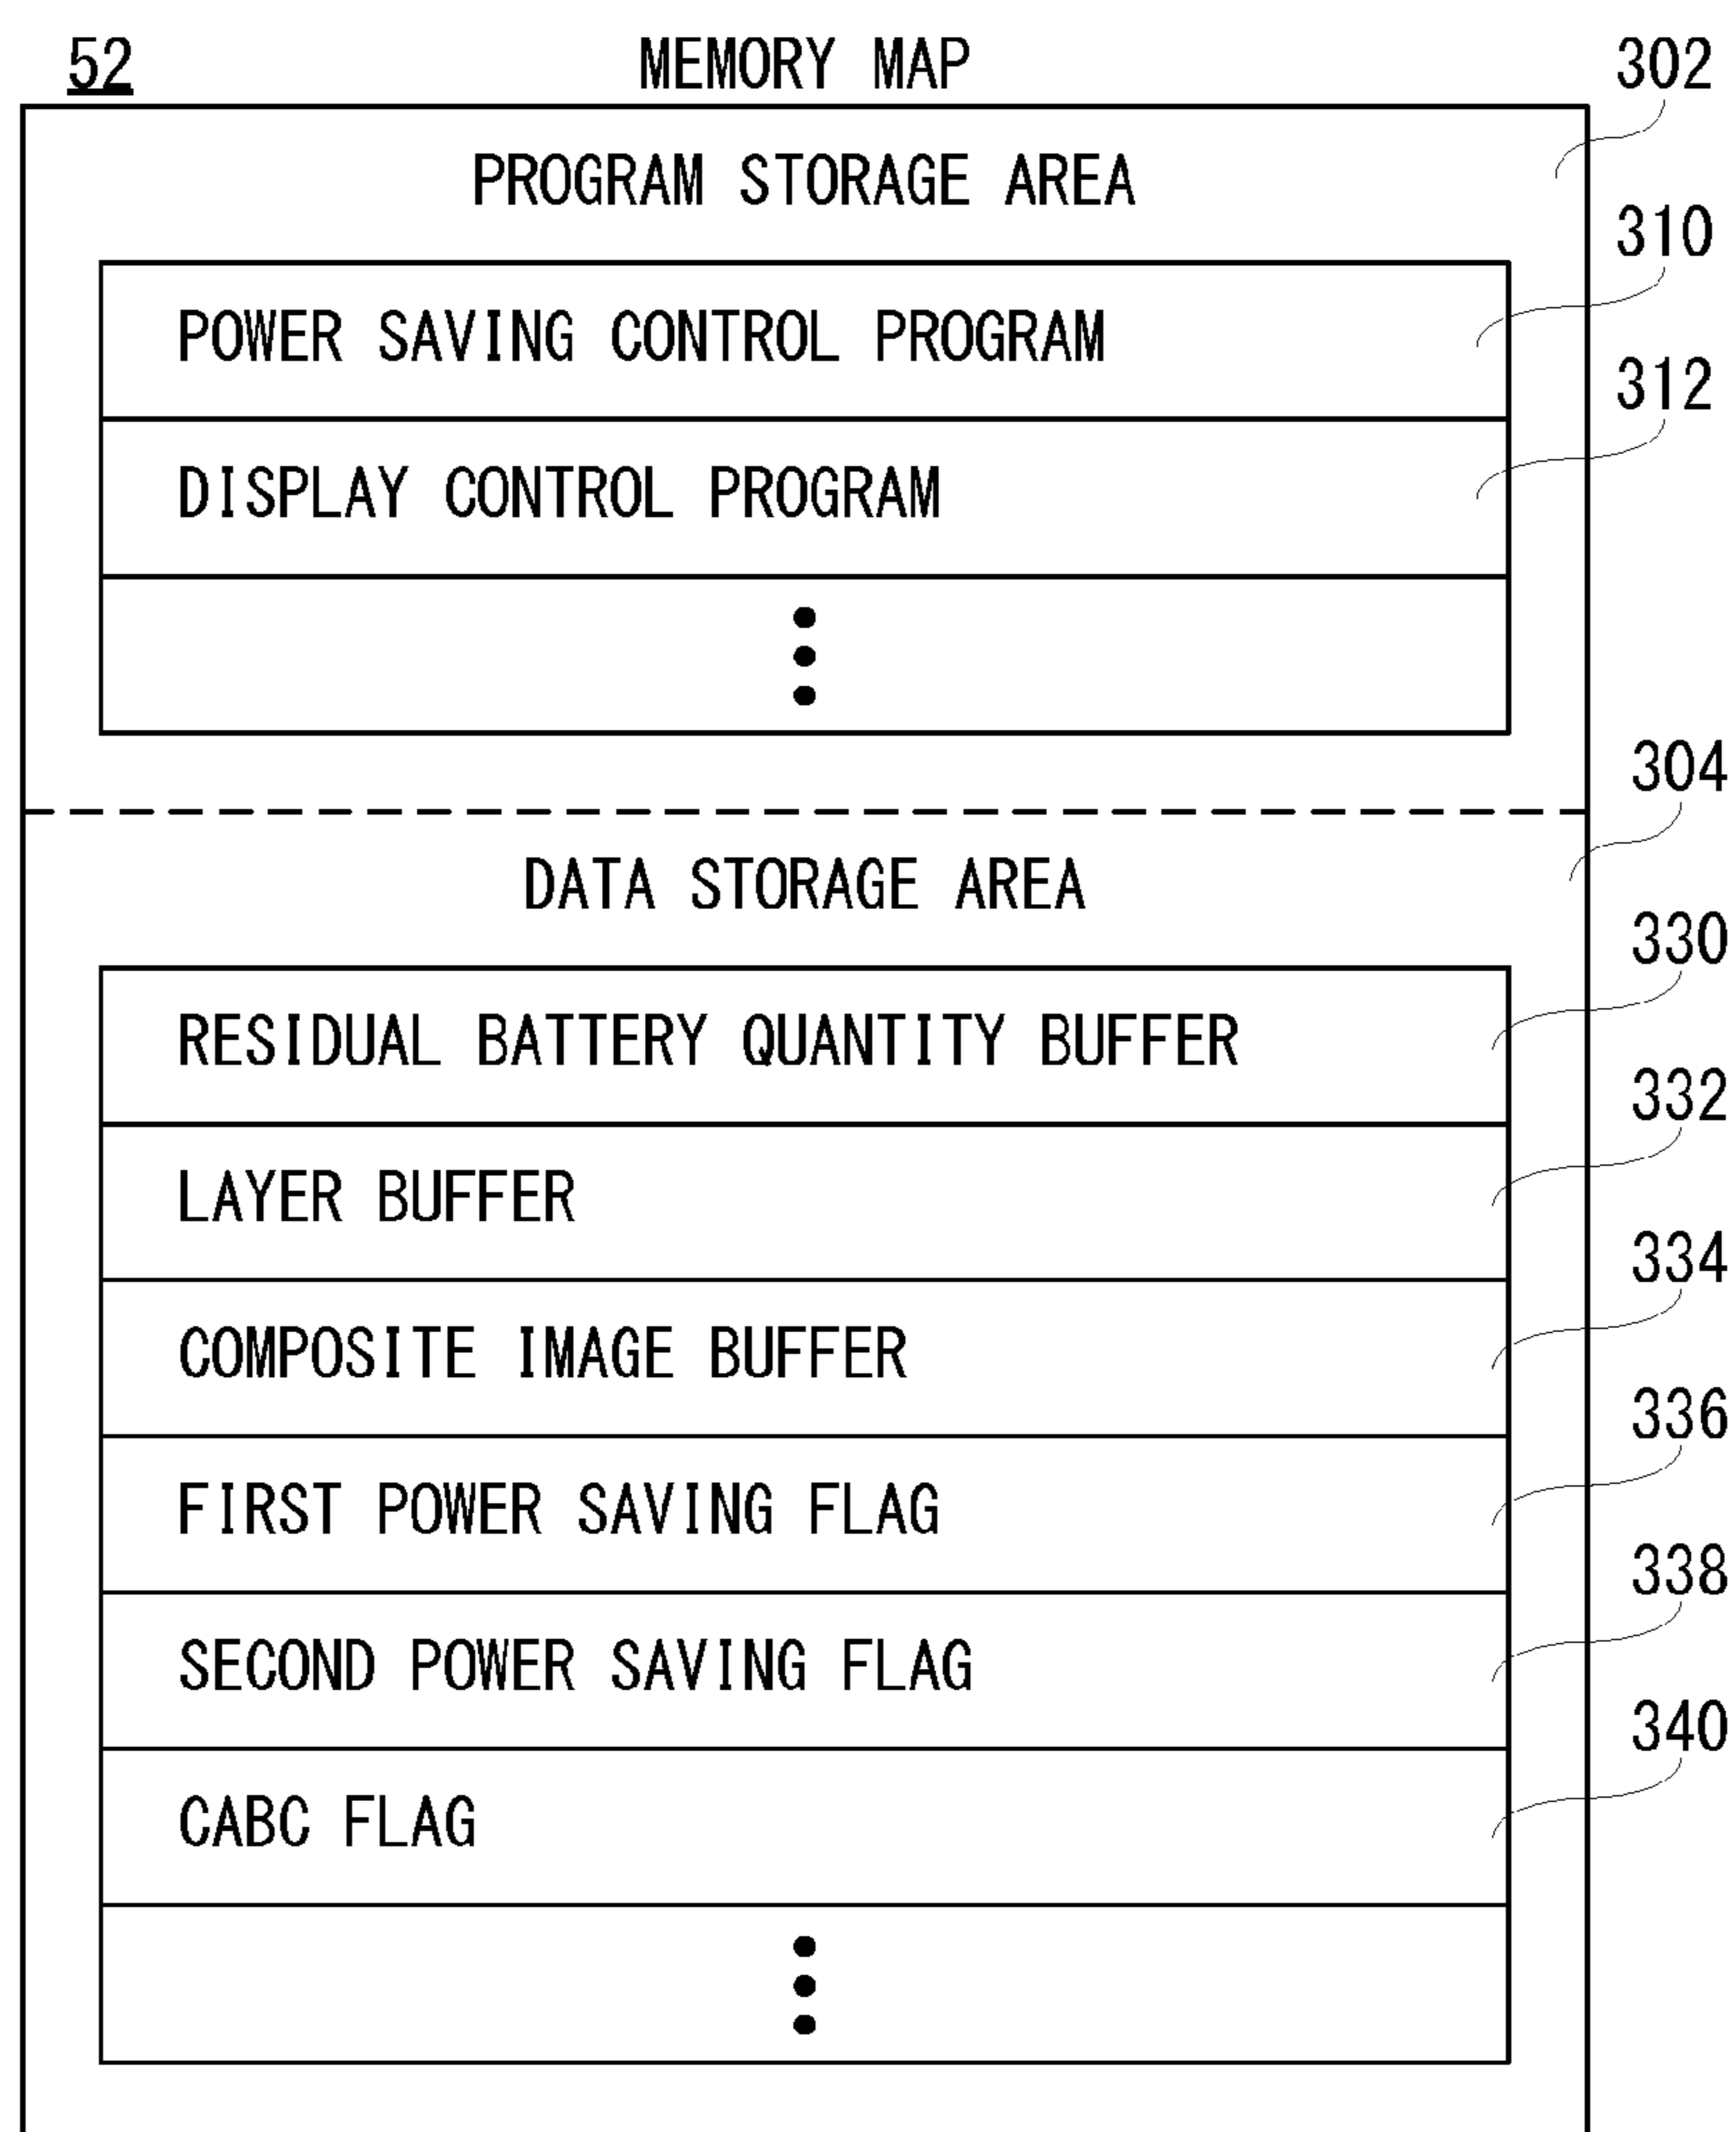 52 MEMORY MAP 302
PROGRAM STORAGE AREA
310
POWER SAVING CONTROL PROGRAM
312
DISPLAY CONTROL PROGRAM
304
DATA STORAGE AREA
330
RESIDUAL BATTERY QUANTITY BUFFER
332
LAYER BUFFER
334
COMPOSITE IMAGE BUFFER
336
FIRST POWER SAVING FLAG
338
SECOND POWER SAVING FLAG
340
CABC FLAG